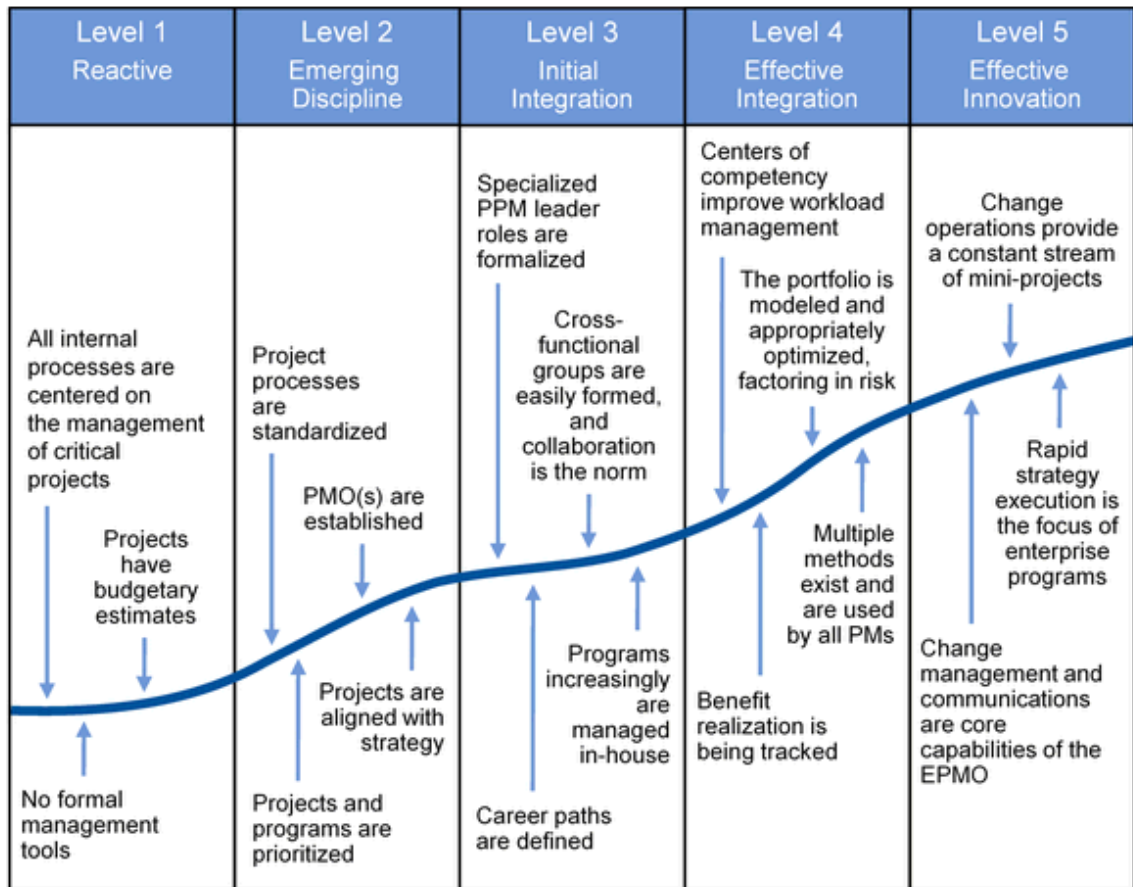 Level 1
Reactive
Level 2
Emerging
Discipline
Level 3
Initial
Integration
Level 4
Effective
Integration
Level 5
Effective
Innovation
All internal
processes are
centered on
the management
of critical
projects
Projects
have
budgetary
estimates
No formal
management
tools
Project
processes
are
standardized
PMO(s) are
established
Projects are
aligned with
strategy
Projects and
programs are
prioritized
Specialized
PPM leader
roles are
formalized
Cross-
functional
groups are
easily formed,
and
collaboration
is the norm
Programs
increasingly
are
managed
in-house
Career paths
are defined
Centers of
competency
improve workload
management
The portfolio is
modeled and
appropriately
optimized,
factoring in risk
Multiple
methods
exist and
are used
by all PMs
Benefit
realization is
being tracked
Change
operations provide
a constant stream
of mini-projects
Rapid
strategy
execution is
the focus of
enterprise
programs
Change
management and
communications
are core
capabilities of the
EPMO